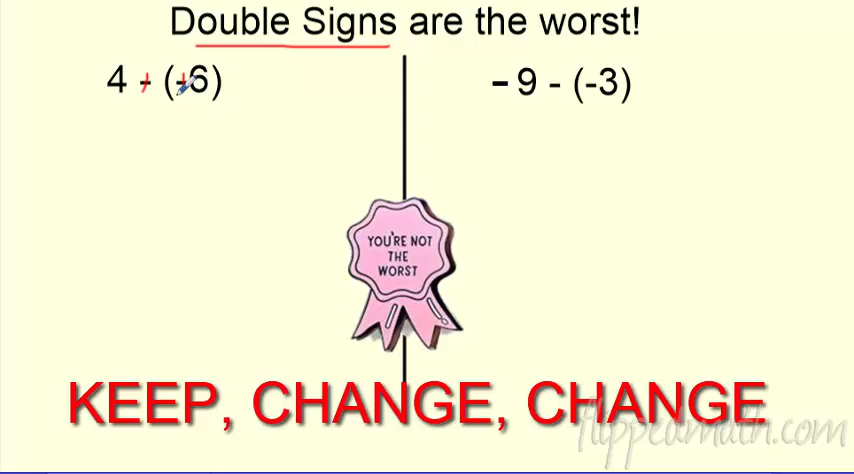 Double Signs are the worst!
4 - (-6)
- 9 - (-3)
YOU'RE NOT
THE
WORST
KEEP, CHANGE, CHANGE
flippedmath.com